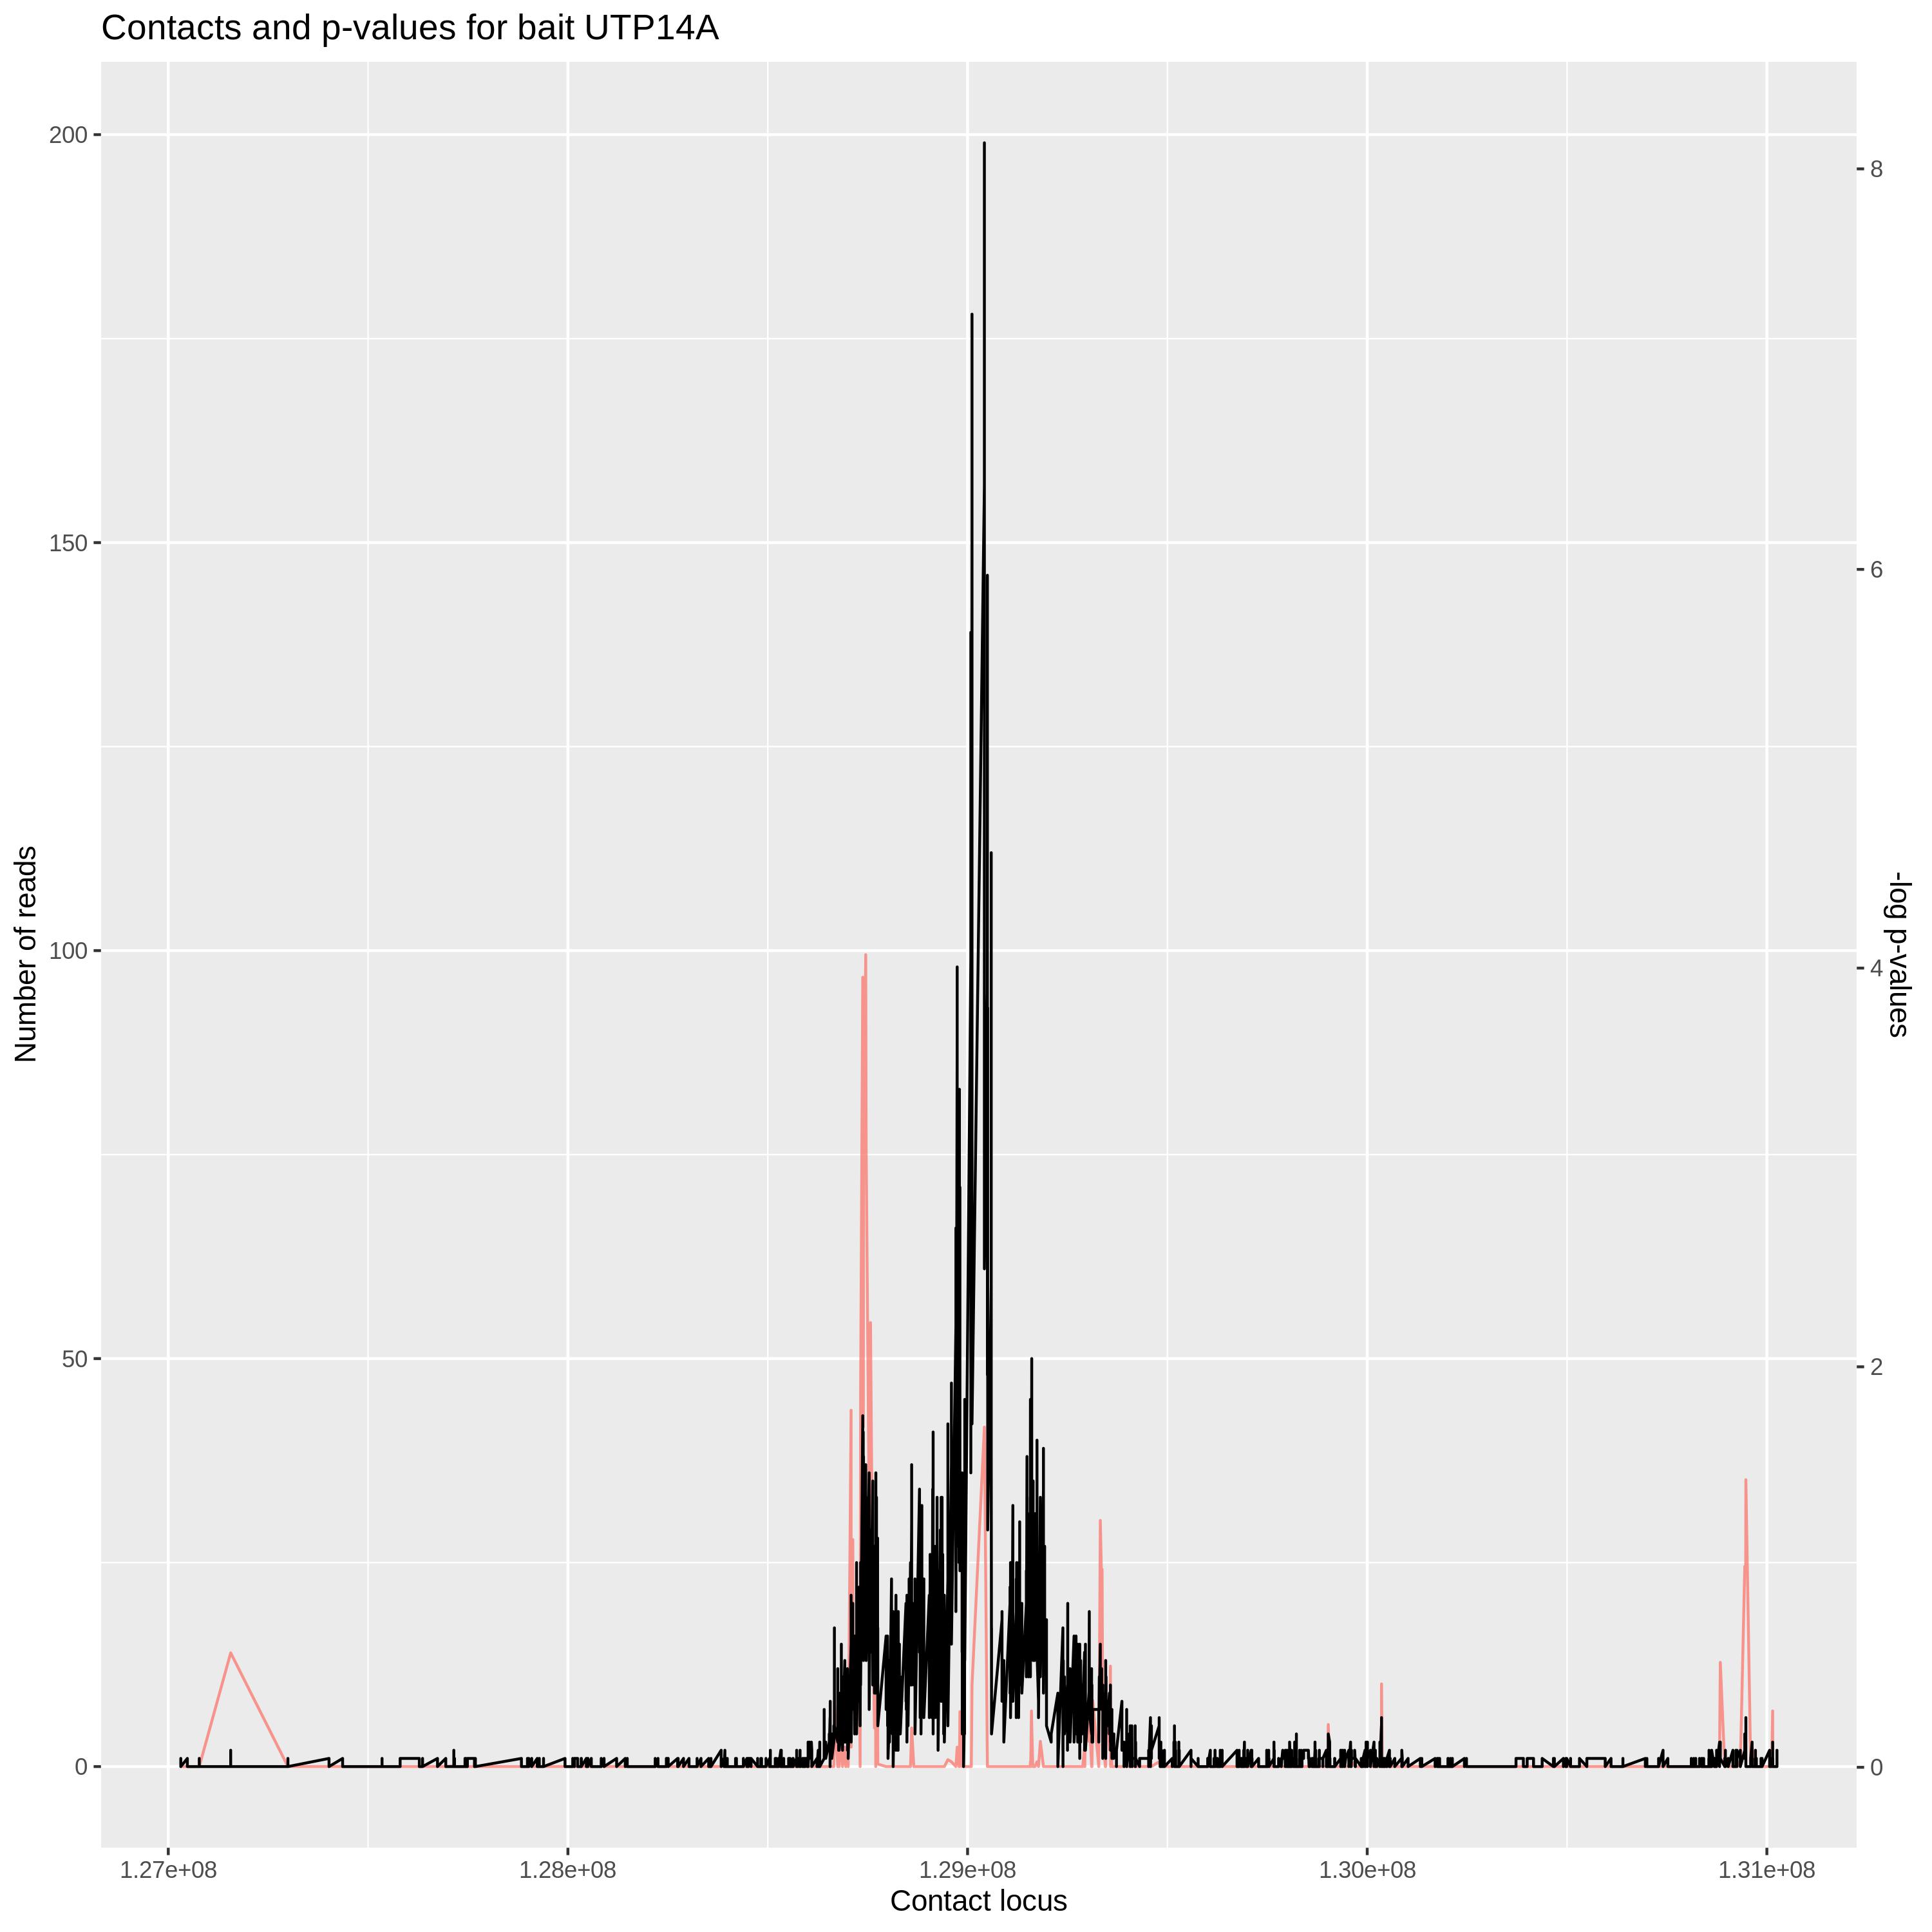 Contacts and p-values for bait UTP14A
200
150
100
50
0
Number of reads
8
6
4
2
0
-log p-values
1.27e+08
1.28e+08
1.29e+08
1.30e+08
1.31e+08
Contact locus